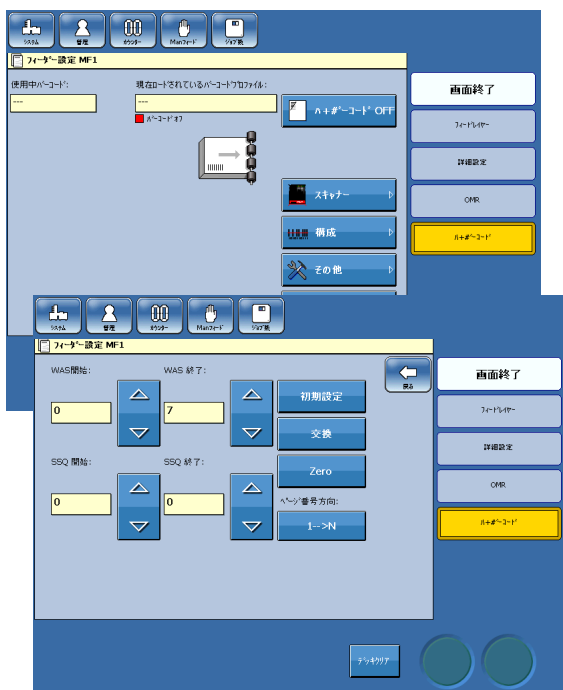 システム 管理 カウンター Manフィード ジョブ換
フィーダー設定 MF1
使用中バーコード: 現在ロードされているバーコードプロファイル:
--- ---
バーコードオフ
ハ+#ーコード OFF
スキャナー
構成
その他
画面終了
フィードレイヤー
詳細設定
OMR
ハ+#ーコード
システム 管理 カウンター Manフィード ジョブ換
フィーダー設定 MF1
WAS開始: WAS 終了:
0 7
SSQ 開始: SSQ 終了:
0 0
初期設定
交換
Zero
ページ番号方向:
1-->N
戻る
画面終了
フィードレイヤー
詳細設定
OMR
ハ+#ーコード
デッキクリア